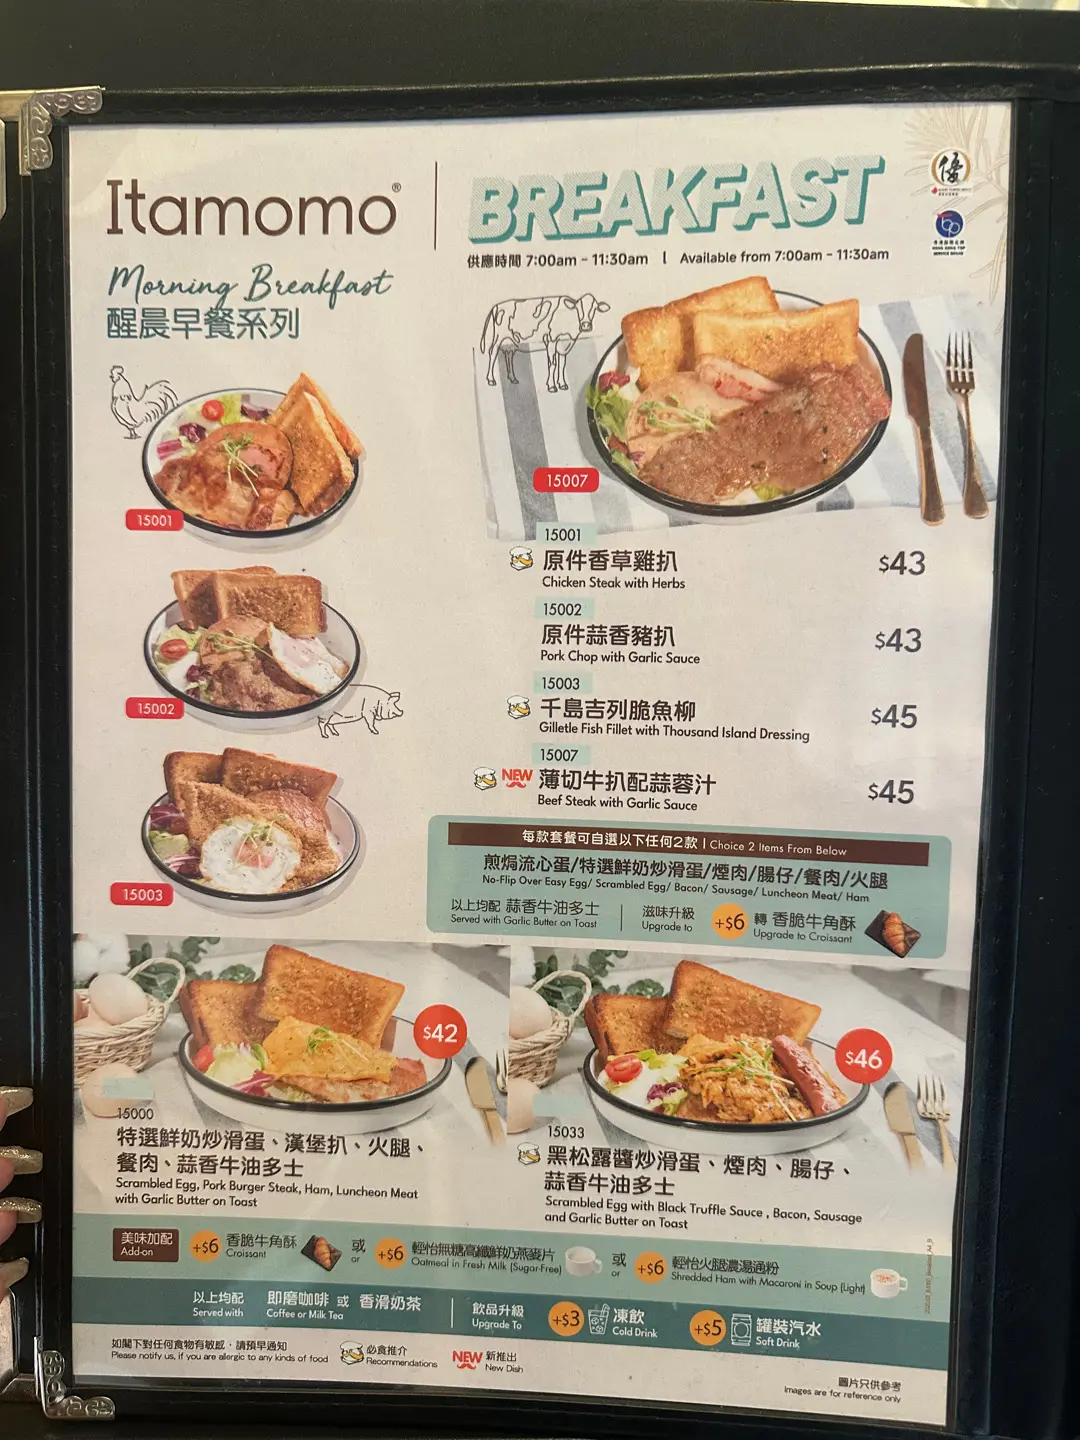 Itamomo®
BREAKFAST
供應時間 7:00am - 11:30am | Available from 7:00am - 11:30am
Morning Breakfast
醒晨早餐系列
優
15001
15002
15003
15007
15001
原件香草雞扒
Chicken Steak with Herbs
$43
15002
原件蒜香豬扒
Pork Chop with Garlic Sauce
$43
15003
千島吉列脆魚柳
Gilletle Fish Fillet with Thousand Island Dressing
$45
15007
NEW 薄切牛扒配蒜蓉汁
Beef Steak with Garlic Sauce
$45
每款套餐可自選以下任何2款 | Choice 2 Items From Below
煎焗流心蛋/特選鮮奶炒滑蛋/煙肉/腸仔/餐肉/火腿
No-Flip Over Easy Egg/ Scrambled Egg/ Bacon/ Sausage/ Luncheon Meat/ Ham
以上均配 蒜香牛油多士
Served with Garlic Butter on Toast
滋味升級
Upgrade to
+$6 轉 香脆牛角酥
Upgrade to Croissant
$42
15000
特選鮮奶炒滑蛋、漢堡扒、火腿、
餐肉、蒜香牛油多士
Scrambled Egg, Pork Burger Steak, Ham, Luncheon Meat
with Garlic Butter on Toast
$46
15033
黑松露醬炒滑蛋、煙肉、腸仔、
蒜香牛油多士
Scrambled Egg with Black Truffle Sauce , Bacon, Sausage
and Garlic Butter on Toast
美味加配
Add-on
+$6 香脆牛角酥
Croissant
或
or
+$6 輕怡無糖高纖鮮奶燕麥片
Oatmeal in Fresh Milk (Sugar-Free)
或
or
+$6 輕怡火腿濃湯通粉
Shredded Ham with Macaroni in Soup (Light)
以上均配
Served with
即磨咖啡 或 香滑奶茶
Coffee or Milk Tea
飲品升級
Upgrade To
+$3 凍飲
Cold Drink
+$5 罐裝汽水
Soft Drink
如閣下對任何食物有敏感，請預早通知
Please notify us, if you are alergic to any kinds of food
必食推介
Recommendations
NEW 新推出
New Dish
圖片只供參考
Images are for reference only